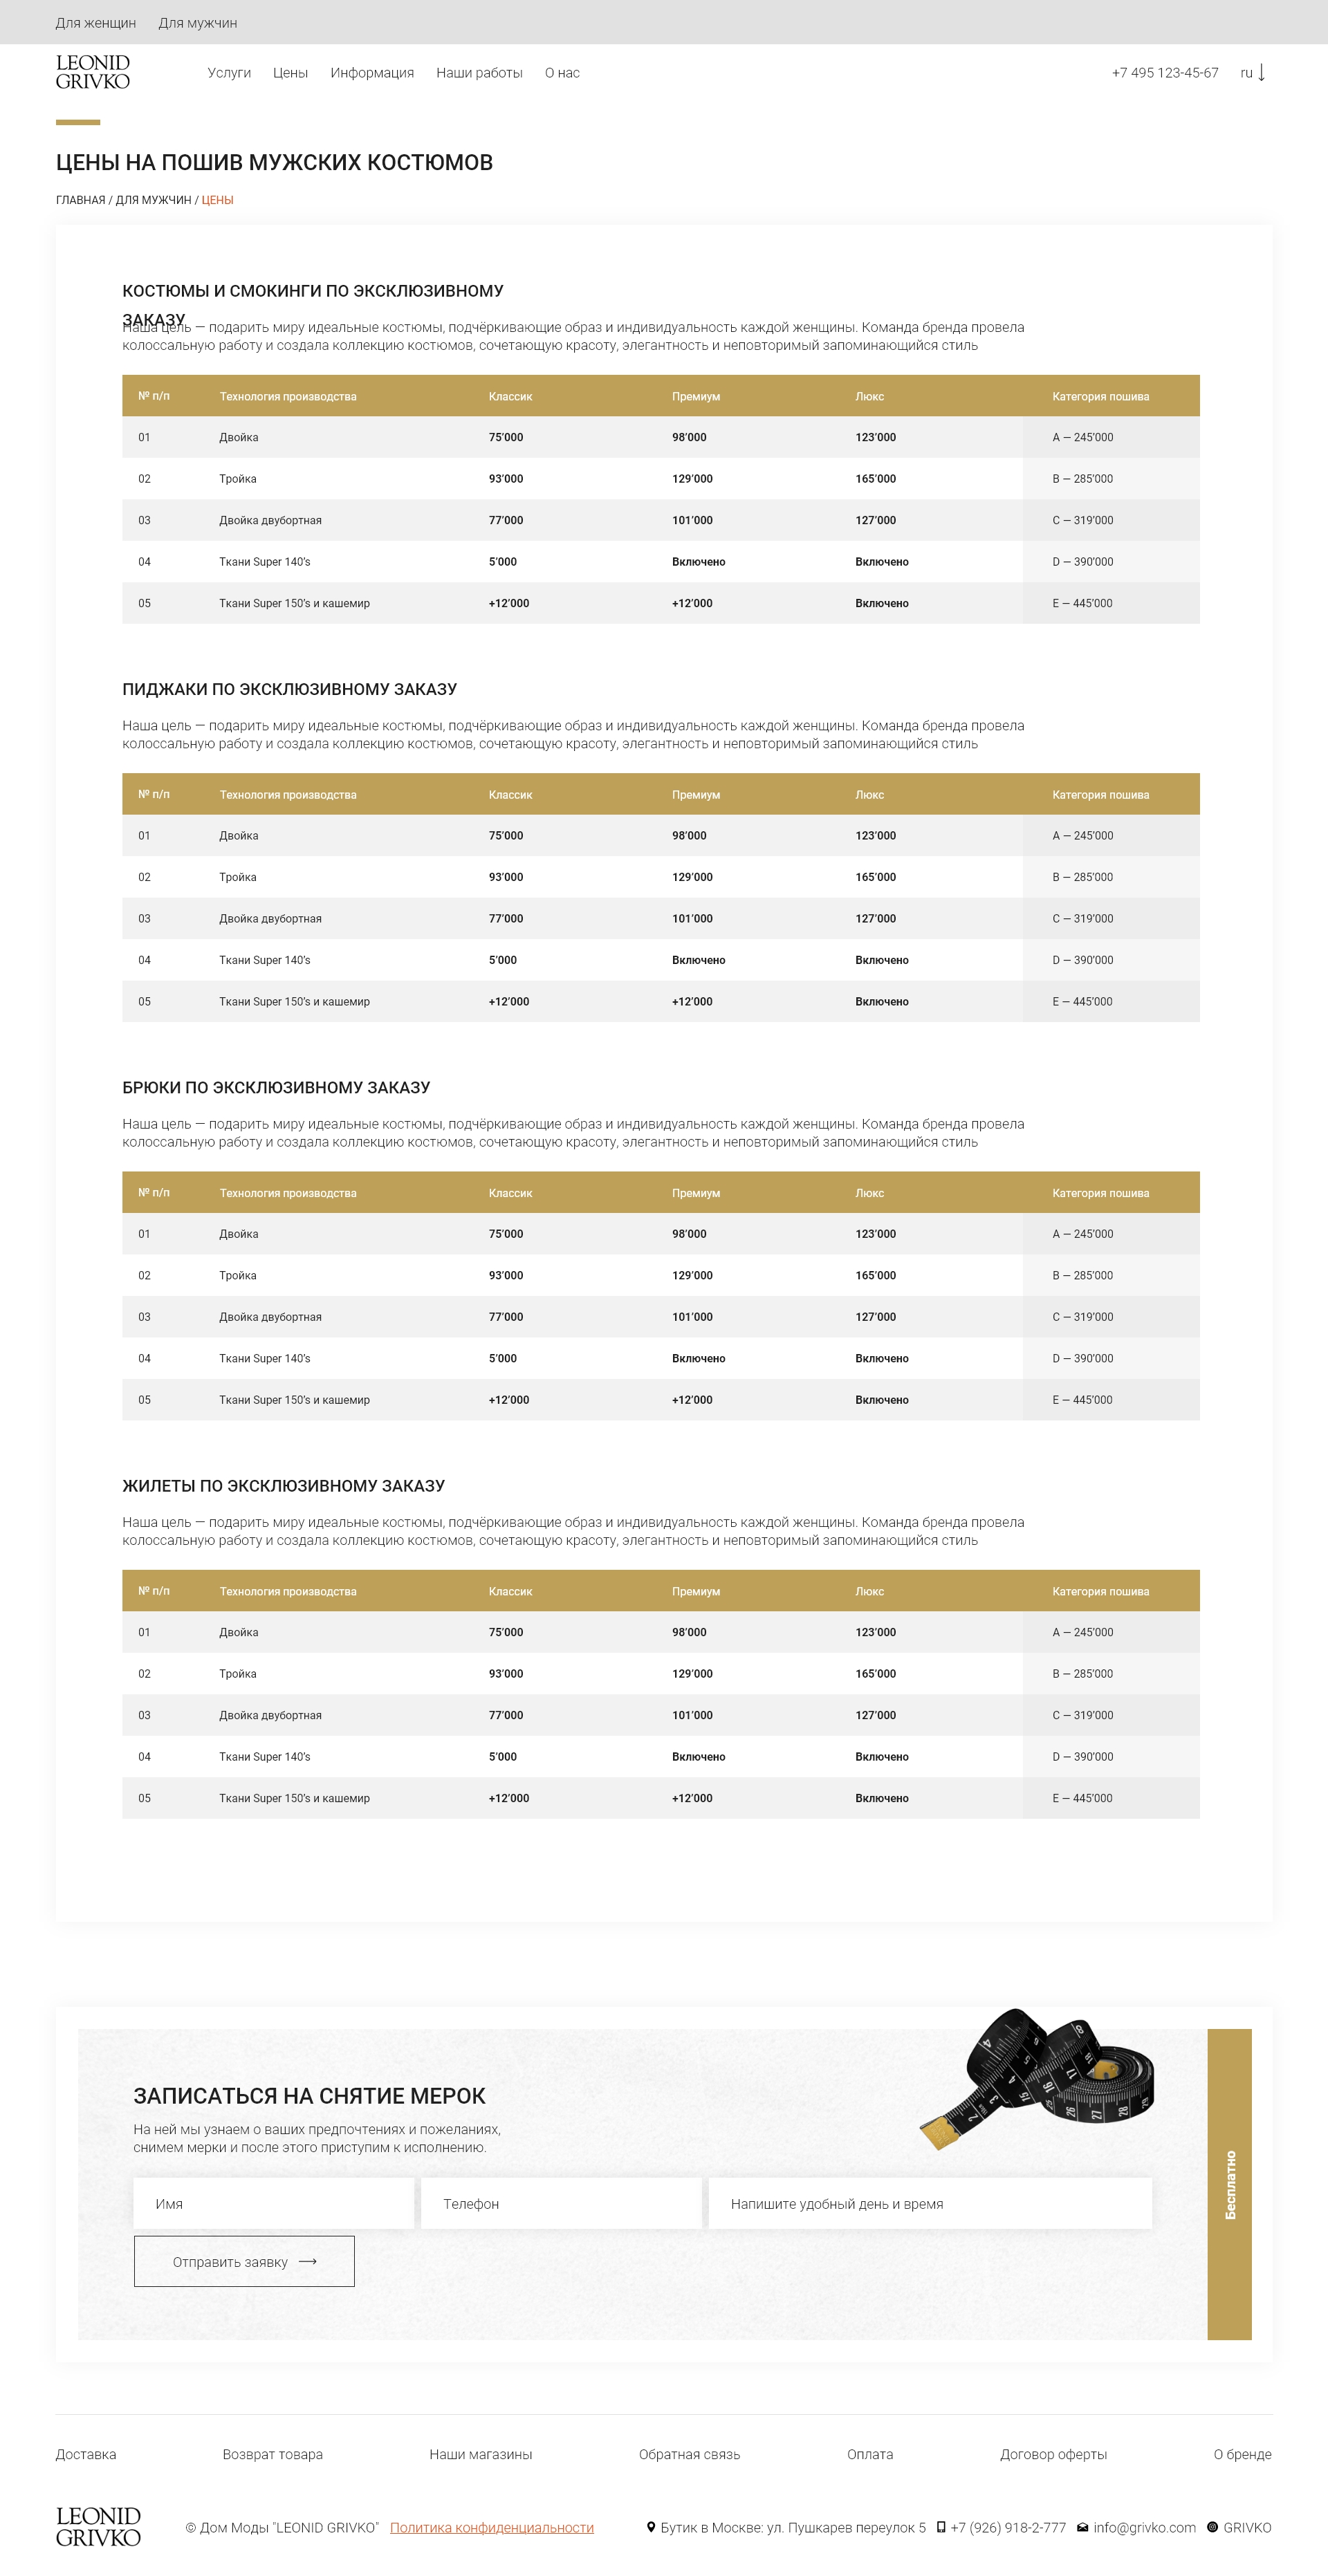 Для женщин Для мужчин
LEONID
GRIVKO
Услуги Цены Информация Наши работы О нас +7 495 123-45-67 ru
ЦЕНЫ НА ПОШИВ МУЖСКИХ КОСТЮМОВ
ГЛАВНАЯ / ДЛЯ МУЖЧИН / ЦЕНЫ
КОСТЮМЫ И СМОКИНГИ ПО ЭКСКЛЮЗИВНОМУ
ЗАКАЗУ
Наша цель — подарить миру идеальные костюмы, подчёркивающие образ и индивидуальность каждой женщины. Команда бренда провела
колоссальную работу и создала коллекцию костюмов, сочетающую красоту, элегантность и неповторимый запоминающийся стиль
№ п/п Технология производства Классик Премиум Люкс Категория пошива
01 Двойка 75’000 98’000 123’000 A — 245’000
02 Тройка 93’000 129’000 165’000 B — 285’000
03 Двойка двубортная 77’000 101’000 127’000 C — 319’000
04 Ткани Super 140’s 5’000 Включено Включено D — 390’000
05 Ткани Super 150’s и кашемир +12’000 +12’000 Включено E — 445’000
ПИДЖАКИ ПО ЭКСКЛЮЗИВНОМУ ЗАКАЗУ
Наша цель — подарить миру идеальные костюмы, подчёркивающие образ и индивидуальность каждой женщины. Команда бренда провела
колоссальную работу и создала коллекцию костюмов, сочетающую красоту, элегантность и неповторимый запоминающийся стиль
№ п/п Технология производства Классик Премиум Люкс Категория пошива
01 Двойка 75’000 98’000 123’000 A — 245’000
02 Тройка 93’000 129’000 165’000 B — 285’000
03 Двойка двубортная 77’000 101’000 127’000 C — 319’000
04 Ткани Super 140’s 5’000 Включено Включено D — 390’000
05 Ткани Super 150’s и кашемир +12’000 +12’000 Включено E — 445’000
БРЮКИ ПО ЭКСКЛЮЗИВНОМУ ЗАКАЗУ
Наша цель — подарить миру идеальные костюмы, подчёркивающие образ и индивидуальность каждой женщины. Команда бренда провела
колоссальную работу и создала коллекцию костюмов, сочетающую красоту, элегантность и неповторимый запоминающийся стиль
№ п/п Технология производства Классик Премиум Люкс Категория пошива
01 Двойка 75’000 98’000 123’000 A — 245’000
02 Тройка 93’000 129’000 165’000 B — 285’000
03 Двойка двубортная 77’000 101’000 127’000 C — 319’000
04 Ткани Super 140’s 5’000 Включено Включено D — 390’000
05 Ткани Super 150’s и кашемир +12’000 +12’000 Включено E — 445’000
ЖИЛЕТЫ ПО ЭКСКЛЮЗИВНОМУ ЗАКАЗУ
Наша цель — подарить миру идеальные костюмы, подчёркивающие образ и индивидуальность каждой женщины. Команда бренда провела
колоссальную работу и создала коллекцию костюмов, сочетающую красоту, элегантность и неповторимый запоминающийся стиль
№ п/п Технология производства Классик Премиум Люкс Категория пошива
01 Двойка 75’000 98’000 123’000 A — 245’000
02 Тройка 93’000 129’000 165’000 B — 285’000
03 Двойка двубортная 77’000 101’000 127’000 C — 319’000
04 Ткани Super 140’s 5’000 Включено Включено D — 390’000
05 Ткани Super 150’s и кашемир +12’000 +12’000 Включено E — 445’000
ЗАПИСАТЬСЯ НА СНЯТИЕ МЕРОК
На ней мы узнаем о ваших предпочтениях и пожеланиях,
снимем мерки и после этого приступим к исполнению.
Имя Телефон Напишите удобный день и время
Отправить заявку
Бесплатно
Доставка Возврат товара Наши магазины Обратная связь Оплата Договор оферты О бренде
LEONID
GRIVKO
© Дом Моды "LEONID GRIVKO" Политика конфиденциальности Бутик в Москве: ул. Пушкарев переулок 5 +7 (926) 918-2-777 info@grivko.com GRIVKO